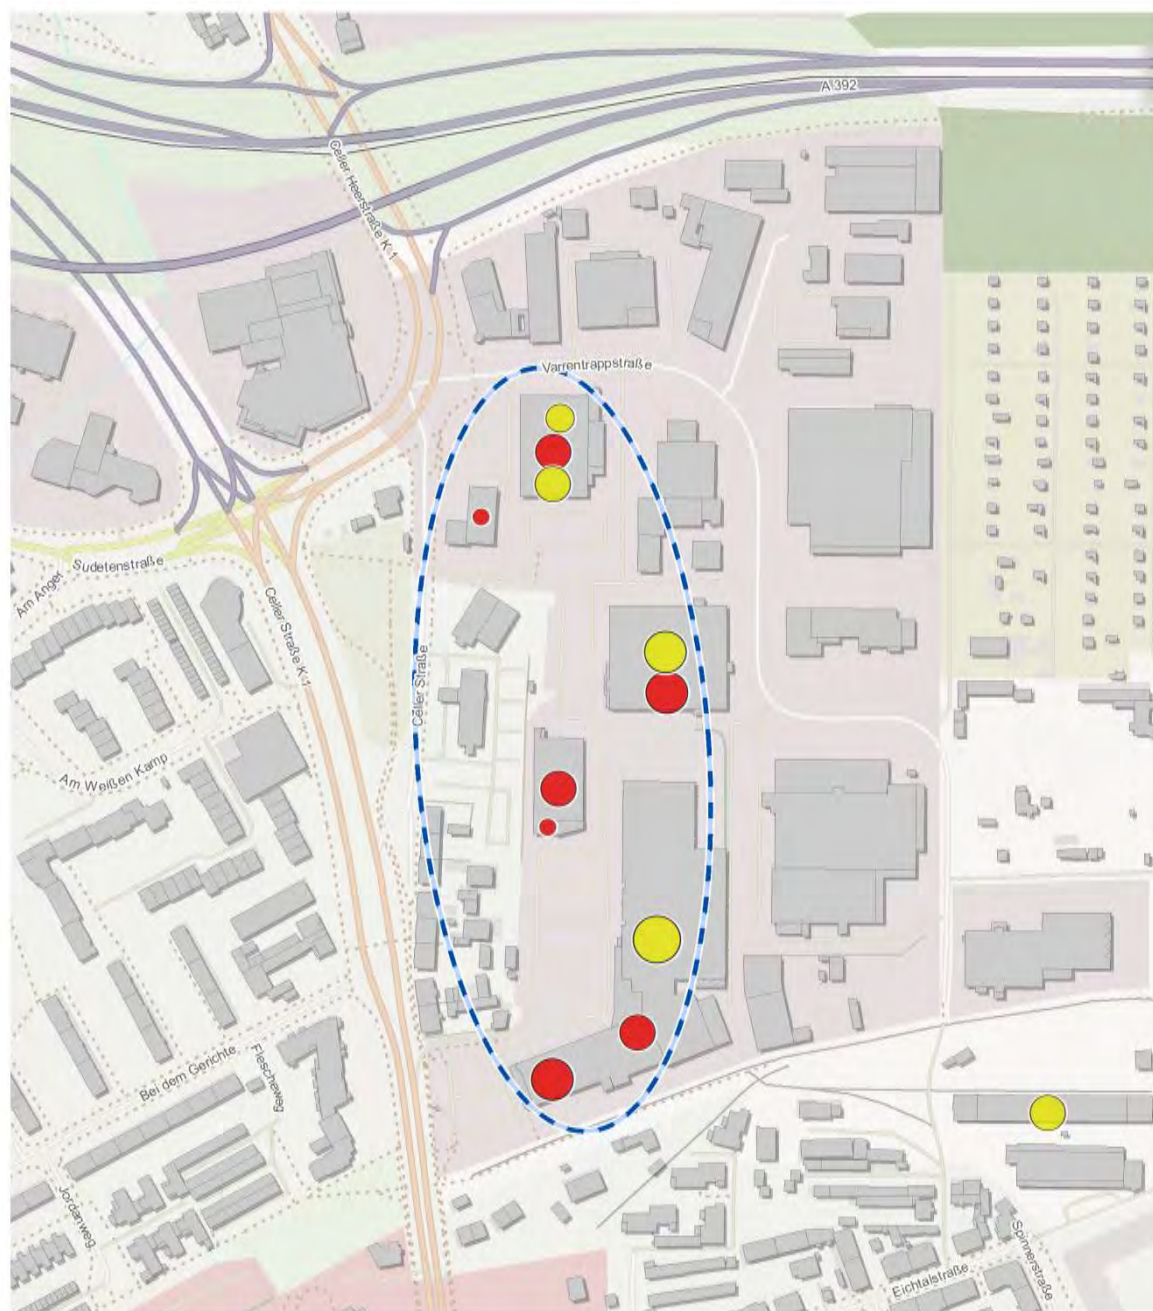 A 392
Celler Heerstraße K 1
Varrentrappstraße
Sudetenstraße
Am Anger
Celler Straße K 1
Celler Straße
Am Weißen Kamp
Bei dem Gerichte
Flescheweg
Jordanweg
Eichtalstraße
Spinnerstraße